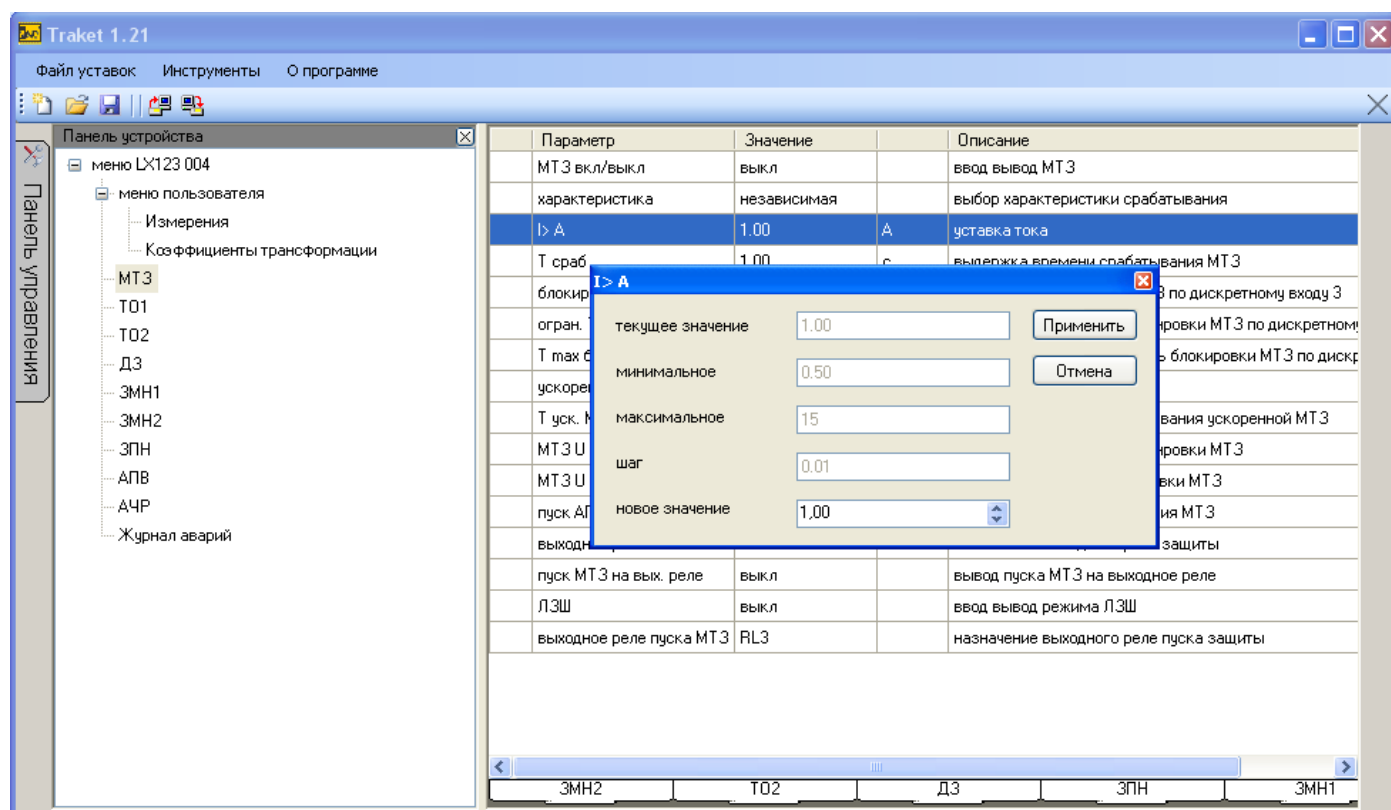 Traket 1.21
Файл уставок Инструменты О программе
Панель управления
Панель устройства
меню LX123 004
меню пользователя
Измерения
Коэффициенты трансформации
МТЗ
ТО1
ТО2
ДЗ
ЗМН1
ЗМН2
ЗПН
АПВ
АЧР
Журнал аварий
Параметр Значение Описание
МТЗ вкл/выкл выкл ввод вывод МТЗ
характеристика независимая выбор характеристики срабатывания
I> А 1.00 А уставка тока
Т сраб 1.00 с выдержка времени срабатывания МТЗ
блокир З по дискретному входу 3
огран. ировки МТЗ по дискретному
Т max б ь блокировки МТЗ по дискр
ускорен
Т уск. М вания ускоренной МТЗ
МТЗ U ировки МТЗ
МТЗ U вки МТЗ
пуск АП ия МТЗ
выходн защиты
пуск МТЗ на вых. реле выкл вывод пуска МТЗ на выходное реле
ЛЗШ выкл ввод вывод режима ЛЗШ
выходное реле пуска МТЗ RL3 назначение выходного реле пуска защиты
I> А
текущее значение 1.00 Применить
минимальное 0.50 Отмена
максимальное 15
шаг 0.01
новое значение 1,00
ЗМН2 ТО2 ДЗ ЗПН ЗМН1